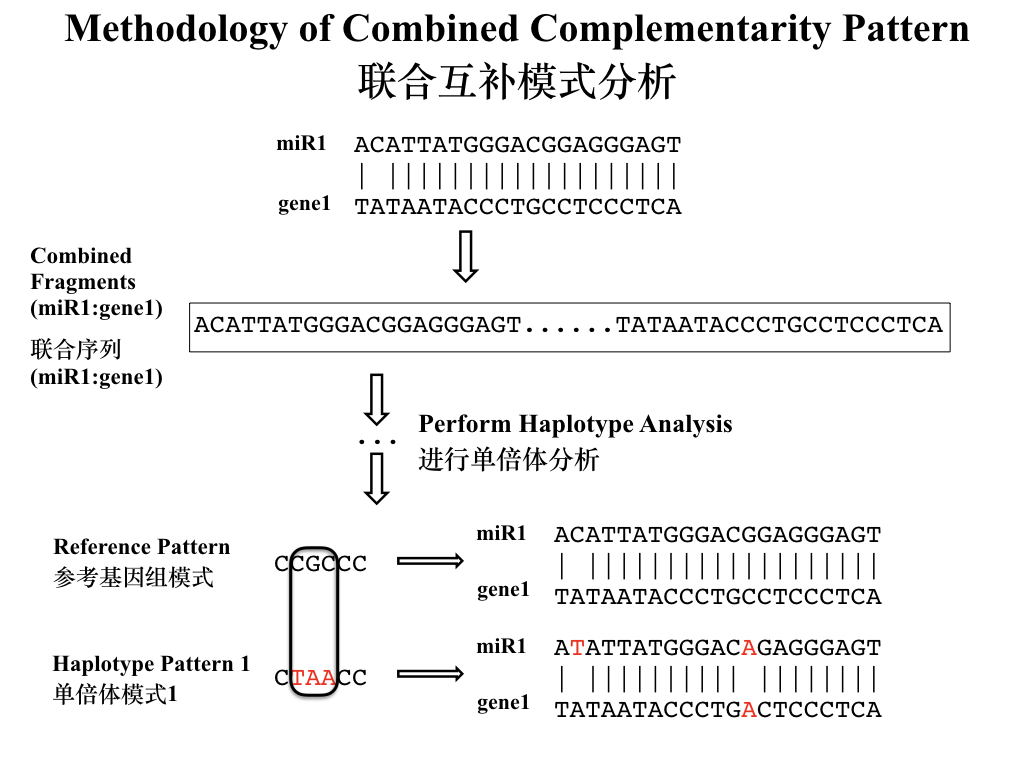 Methodology of Combined Complementarity Pattern
联合互补模式分析
miR1 ACATTATGGGACGGAGGGAGT
| |||||||||||||||||||
gene1 TATAATACCCTGCCTCCCTCA
Combined
Fragments
(miR1:gene1)
ACATTATGGGACGGAGGGAGT......TATAATACCCTGCCTCCCTCA
联合序列
(miR1:gene1)
...
Perform Haplotype Analysis
进行单倍体分析
Reference Pattern
参考基因组模式
CCGCCC
miR1 ACATTATGGGACGGAGGGAGT
| |||||||||||||||||||
gene1 TATAATACCCTGCCTCCCTCA
Haplotype Pattern 1
单倍体模式1
CTAACC
miR1 ATATTATGGGACAGAGGGAGT
| |||||||||| ||||||||
gene1 TATAATACCCTGACTCCCTCA